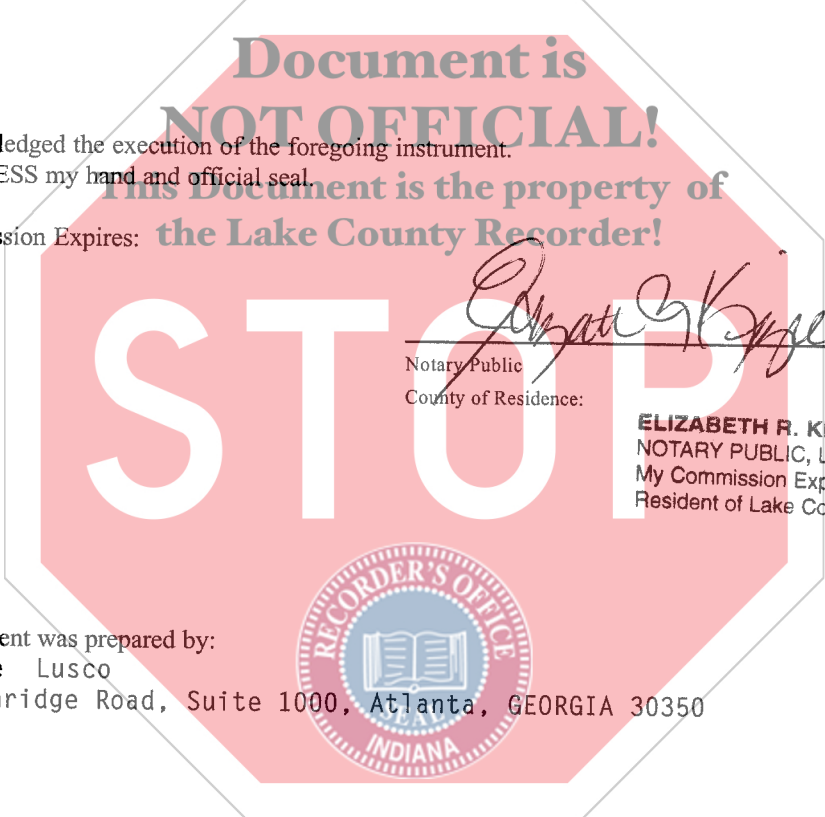 Document is
NOT OFFICIAL!
ledged the execution of the foregoing instrument.
ESS my hand and official seal.
This Document is the property of
sion Expires:
the Lake County Recorder!
STOP
Notary Public
County of Residence:
ELIZABETH R. K
NOTARY PUBLIC, L
My Commission Exp
Resident of Lake Co
RECORDER'S OFFICE
SEAL
INDIANA
ent was prepared by:
e Lusco
ridge Road, Suite 1000, Atlanta, GEORGIA 30350